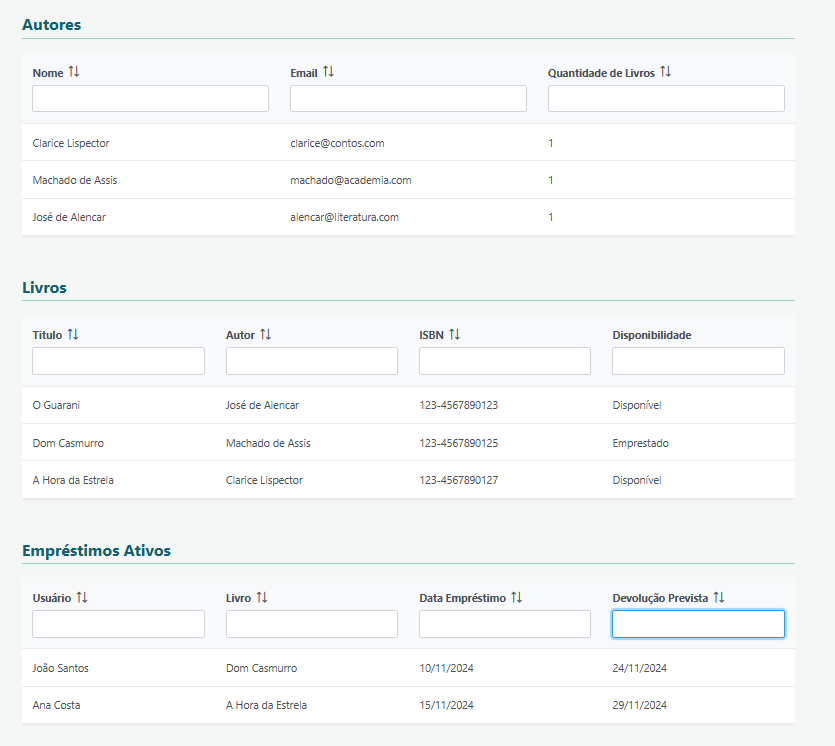 Autores
Nome Email Quantidade de Livros
Clarice Lispector clarice@contos.com 1
Machado de Assis machado@academia.com 1
José de Alencar alencar@literatura.com 1
Livros
Título Autor ISBN Disponibilidade
O Guarani José de Alencar 123-4567890123 Disponível
Dom Casmurro Machado de Assis 123-4567890125 Emprestado
A Hora da Estrela Clarice Lispector 123-4567890127 Disponível
Empréstimos Ativos
Usuário Livro Data Empréstimo Devolução Prevista
João Santos Dom Casmurro 10/11/2024 24/11/2024
Ana Costa A Hora da Estrela 15/11/2024 29/11/2024